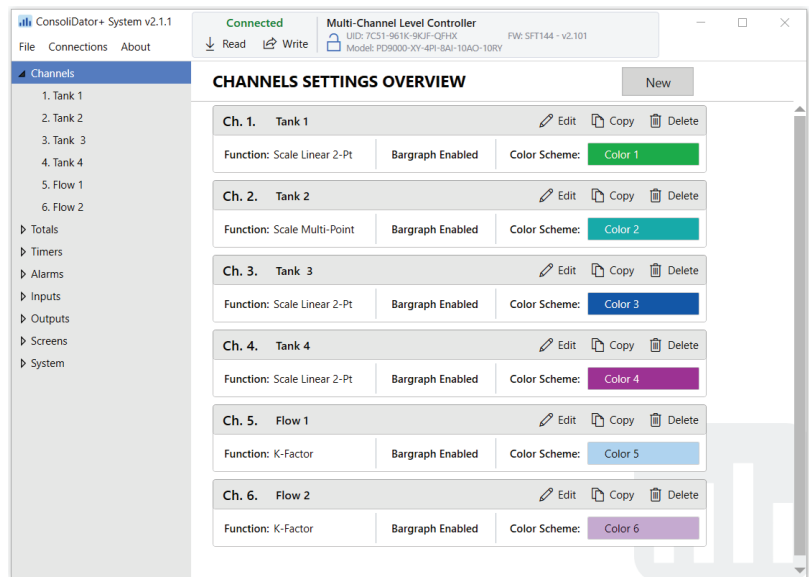 ConsoliDator+ System v2.1.1
File Connections About
Connected
Read Write
Multi-Channel Level Controller
UID: 7C51-961K-9KJF-QFHX FW: SFT144 - v2.101
Model: PD9000-XY-4PI-8AI-10AO-10RY
Channels
1. Tank 1
2. Tank 2
3. Tank  3
4. Tank 4
5. Flow 1
6. Flow 2
Totals
Timers
Alarms
Inputs
Outputs
Screens
System
CHANNELS SETTINGS OVERVIEW
New
Ch. 1. Tank 1 Edit Copy Delete
Function: Scale Linear 2-Pt Bargraph Enabled Color Scheme: Color 1
Ch. 2. Tank 2 Edit Copy Delete
Function: Scale Multi-Point Bargraph Enabled Color Scheme: Color 2
Ch. 3. Tank  3 Edit Copy Delete
Function: Scale Linear 2-Pt Bargraph Enabled Color Scheme: Color 3
Ch. 4. Tank 4 Edit Copy Delete
Function: Scale Linear 2-Pt Bargraph Enabled Color Scheme: Color 4
Ch. 5. Flow 1 Edit Copy Delete
Function: K-Factor Bargraph Enabled Color Scheme: Color 5
Ch. 6. Flow 2 Edit Copy Delete
Function: K-Factor Bargraph Enabled Color Scheme: Color 6